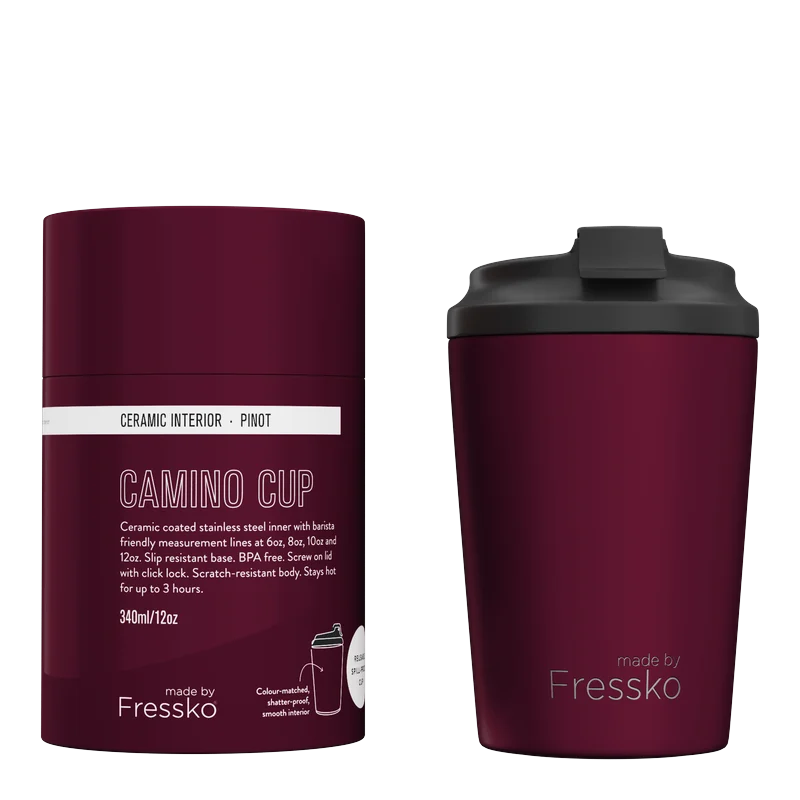 CERAMIC INTERIOR · PINOT
CAMINO CUP
Ceramic coated stainless steel inner with barista
friendly measurement lines at 6oz, 8oz, 10oz and
12oz. Slip resistant base. BPA free. Screw on lid
with click lock. Scratch-resistant body. Stays hot
for up to 3 hours.
340ml/12oz
Colour-matched,
shatter-proof,
smooth interior
made by
Fressko
made by
Fressko